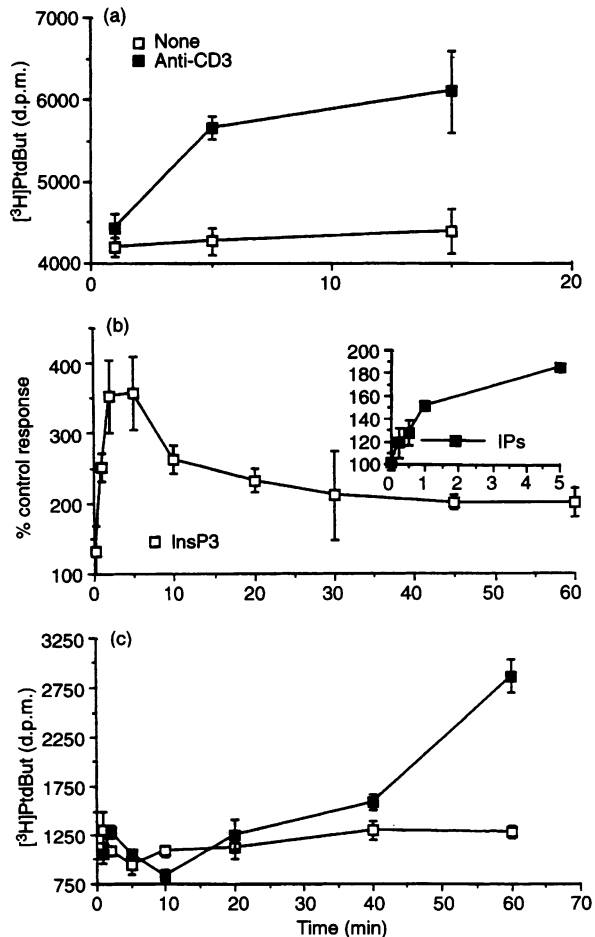 (a)
None
Anti-CD3
[³H]PtdBut (d.p.m.)
7000
6000
5000
4000
0 10 20
(b)
% control response
400
300
200
100
InsP3
0 10 20 30 40 50 60
200
180
160
140
120
100
IPs
0 1 2 3 4 5
(c)
[³H]PtdBut (d.p.m.)
3250
2750
2250
1750
1250
750
0 10 20 30 40 50 60 70
Time (min)